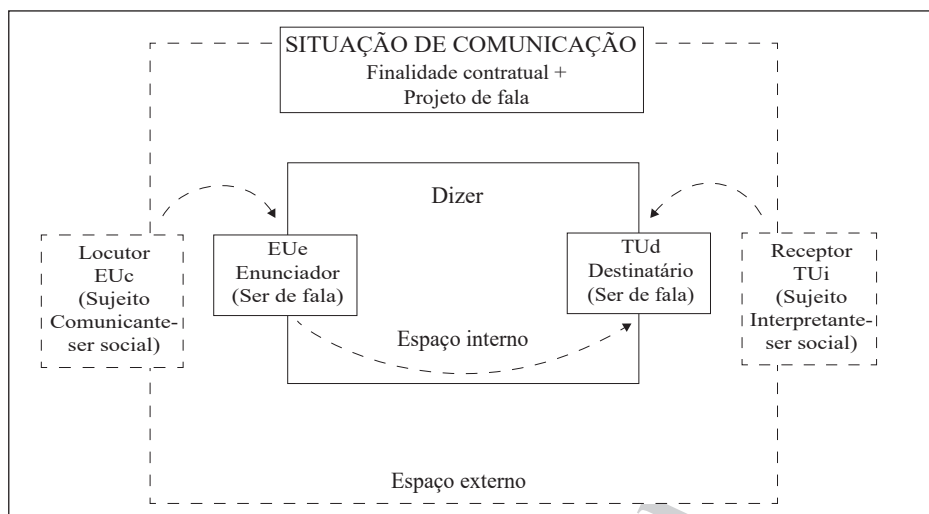 SITUAÇÃO DE COMUNICAÇÃO
Finalidade contratual +
Projeto de fala
Dizer
Locutor
EUc
(Sujeito
Comunicante-
ser social)
EUe
Enunciador
(Ser de fala)
TUd
Destinatário
(Ser de fala)
Receptor
TUi
(Sujeito
Interpretante-
ser social)
Espaço interno
Espaço externo